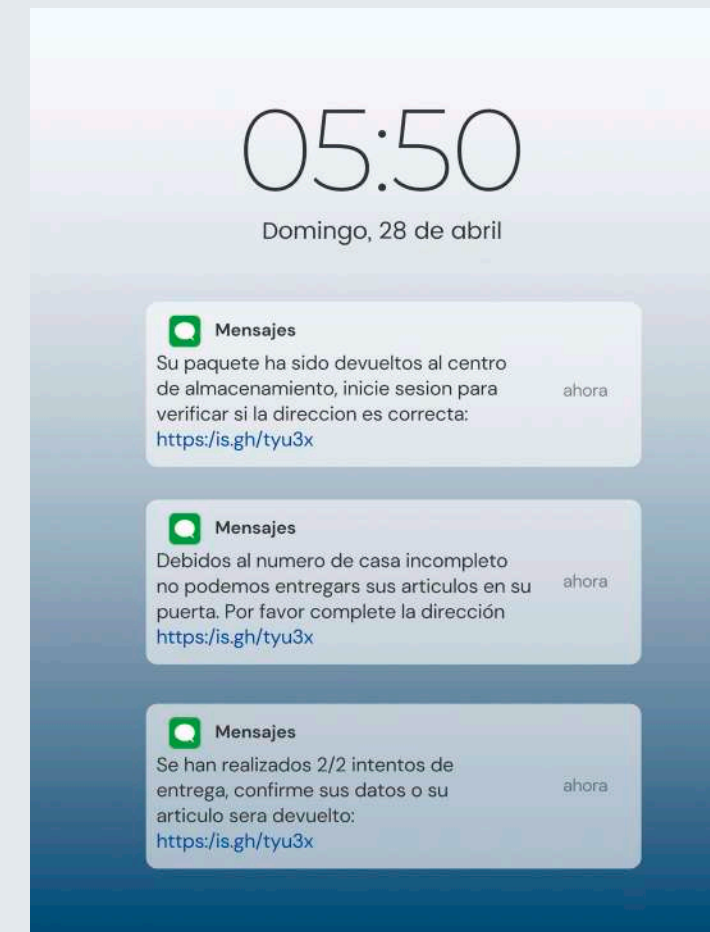 05:50
Domingo, 28 de abril
Mensajes
Su paquete ha sido devueltos al centro
de almacenamiento, inicie sesion para
verificar si la direccion es correcta:
https:/is.gh/tyu3x
ahora
Mensajes
Debidos al numero de casa incompleto
no podemos entregars sus articulos en su
puerta. Por favor complete la dirección
https:/is.gh/tyu3x
ahora
Mensajes
Se han realizados 2/2 intentos de
entrega, confirme sus datos o su
articulo sera devuelto:
https:/is.gh/tyu3x
ahora